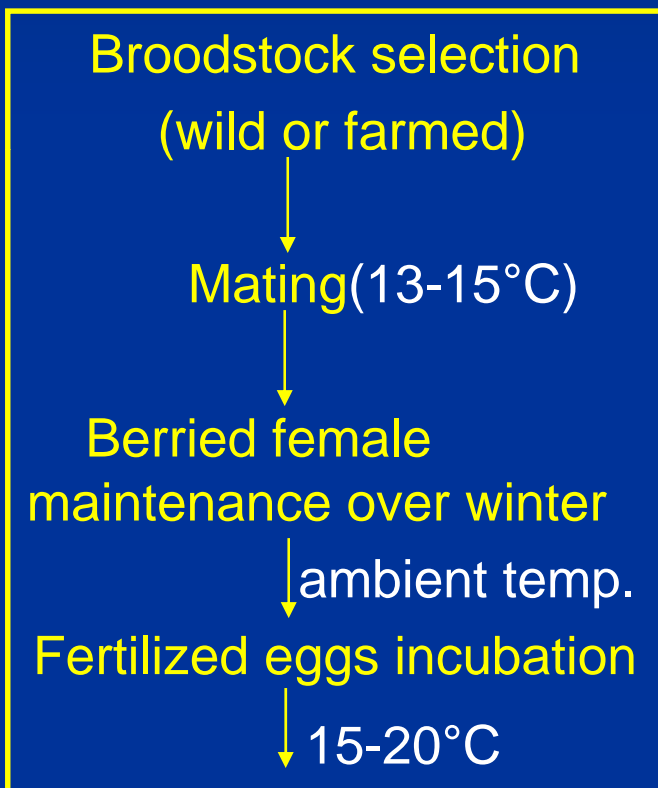 Broodstock selection
(wild or farmed)
Mating(13-15°C)
Berried female
maintenance over winter
ambient temp.
Fertilized eggs incubation
15-20°C